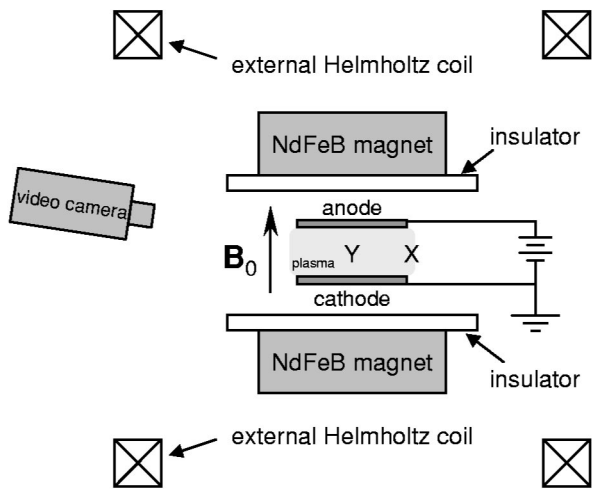 external Helmholtz coil
NdFeB magnet
insulator
video camera
anode
B0
plasma Y X
cathode
NdFeB magnet
insulator
external Helmholtz coil